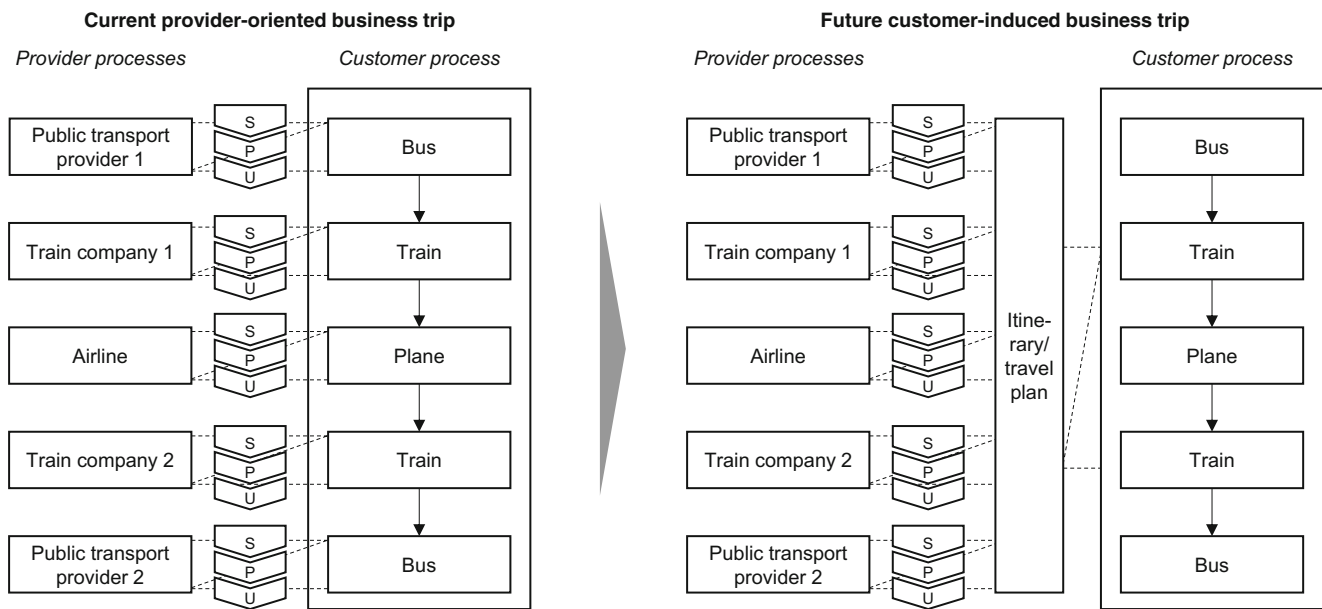 Current provider-oriented business trip
Provider processes
Customer process
Public transport
provider 1
S
P
U
Bus
Train company 1
S
P
U
Train
Airline
S
P
U
Plane
Train company 2
S
P
U
Train
Public transport
provider 2
S
P
U
Bus
Future customer-induced business trip
Provider processes
Customer process
Public transport
provider 1
S
P
U
Train company 1
S
P
U
Airline
S
P
U
Train company 2
S
P
U
Public transport
provider 2
S
P
U
Itine-
rary/
travel
plan
Bus
Train
Plane
Train
Bus